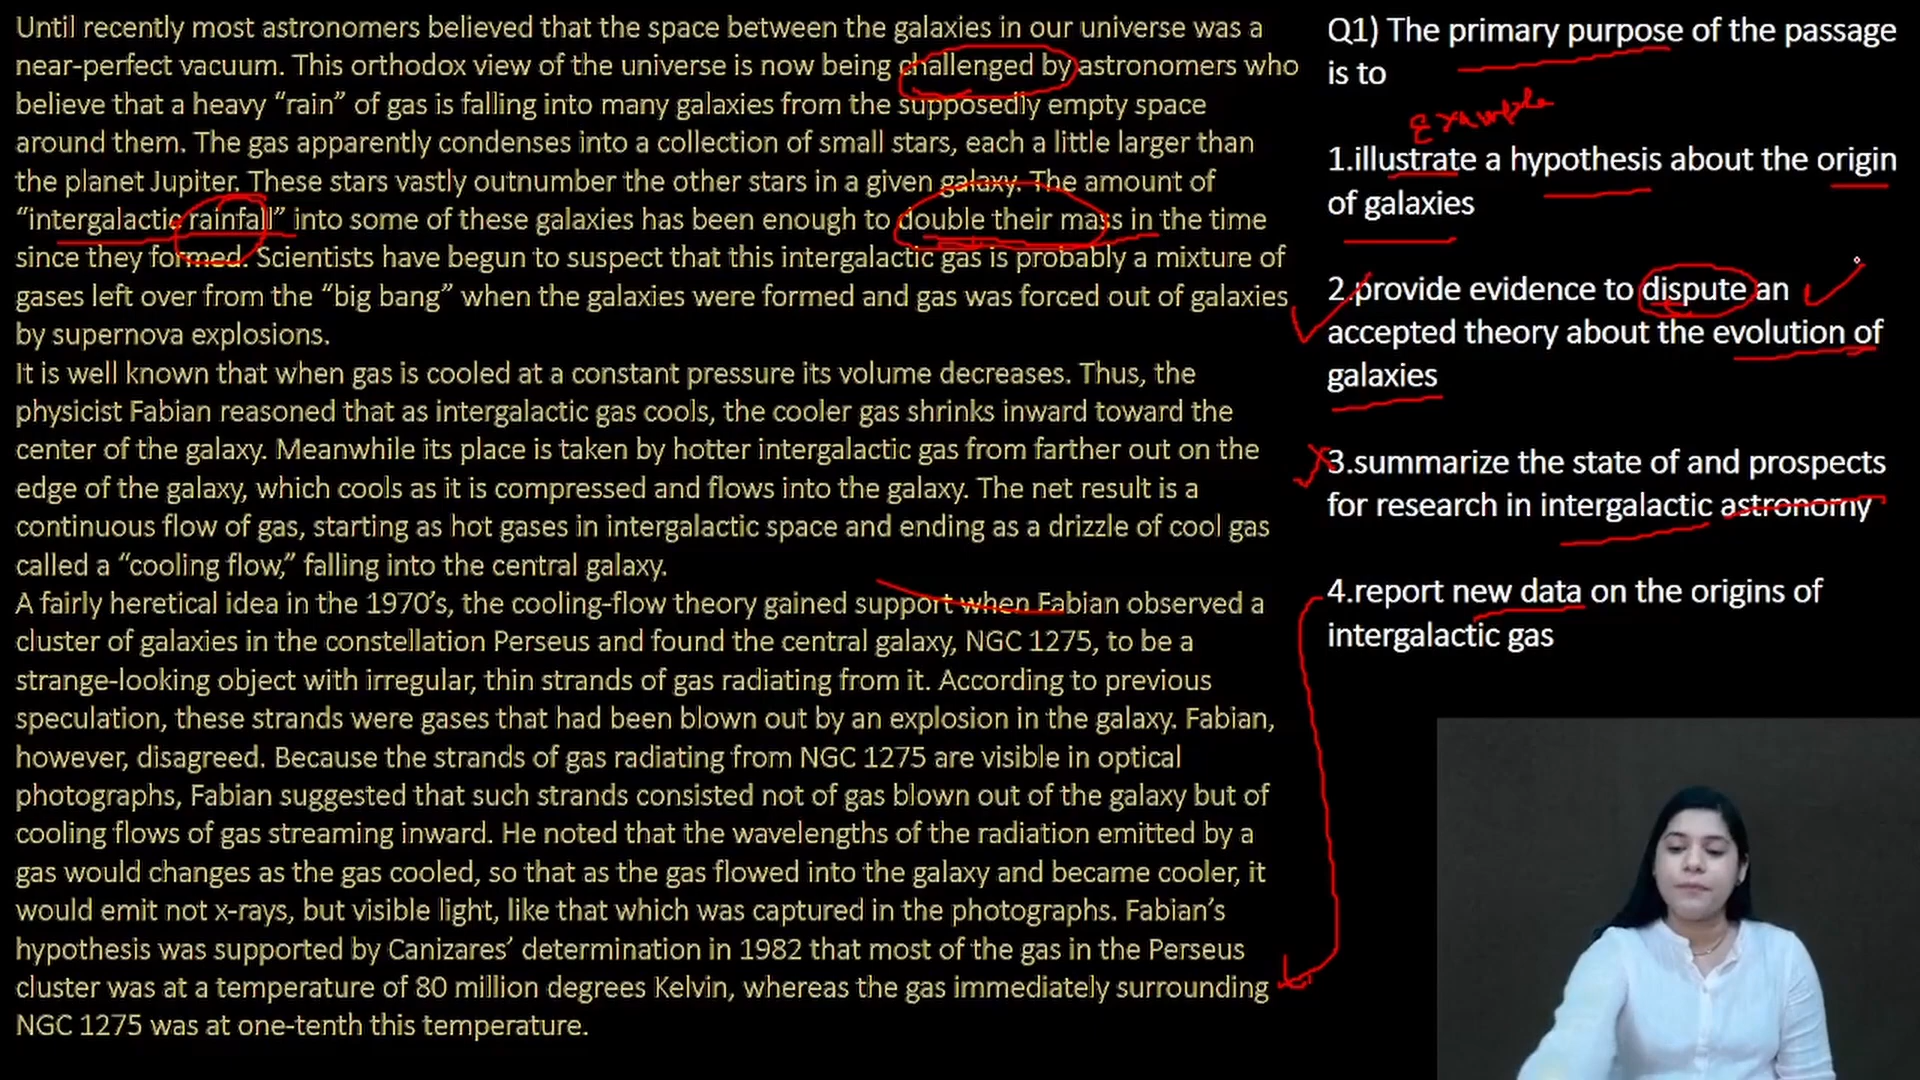 Until recently most astronomers believed that the space between the galaxies in our universe was a
near-perfect vacuum. This orthodox view of the universe is now being challenged by astronomers who
believe that a heavy “rain” of gas is falling into many galaxies from the supposedly empty space
around them. The gas apparently condenses into a collection of small stars, each a little larger than
the planet Jupiter. These stars vastly outnumber the other stars in a given galaxy. The amount of
“intergalactic rainfall” into some of these galaxies has been enough to double their mass in the time
since they formed. Scientists have begun to suspect that this intergalactic gas is probably a mixture of
gases left over from the “big bang” when the galaxies were formed and gas was forced out of galaxies
by supernova explosions.
It is well known that when gas is cooled at a constant pressure its volume decreases. Thus, the
physicist Fabian reasoned that as intergalactic gas cools, the cooler gas shrinks inward toward the
center of the galaxy. Meanwhile its place is taken by hotter intergalactic gas from farther out on the
edge of the galaxy, which cools as it is compressed and flows into the galaxy. The net result is a
continuous flow of gas, starting as hot gases in intergalactic space and ending as a drizzle of cool gas
called a “cooling flow,” falling into the central galaxy.
A fairly heretical idea in the 1970’s, the cooling-flow theory gained support when Fabian observed a
cluster of galaxies in the constellation Perseus and found the central galaxy, NGC 1275, to be a
strange-looking object with irregular, thin strands of gas radiating from it. According to previous
speculation, these strands were gases that had been blown out by an explosion in the galaxy. Fabian,
however, disagreed. Because the strands of gas radiating from NGC 1275 are visible in optical
photographs, Fabian suggested that such strands consisted not of gas blown out of the galaxy but of
cooling flows of gas streaming inward. He noted that the wavelengths of the radiation emitted by a
gas would changes as the gas cooled, so that as the gas flowed into the galaxy and became cooler, it
would emit not x-rays, but visible light, like that which was captured in the photographs. Fabian’s
hypothesis was supported by Canizares’ determination in 1982 that most of the gas in the Perseus
cluster was at a temperature of 80 million degrees Kelvin, whereas the gas immediately surrounding
NGC 1275 was at one-tenth this temperature.
Q1) The primary purpose of the passage
is to
Example
1.illustrate a hypothesis about the origin
of galaxies
2.provide evidence to dispute an
accepted theory about the evolution of
galaxies
3.summarize the state of and prospects
for research in intergalactic astronomy
4.report new data on the origins of
intergalactic gas